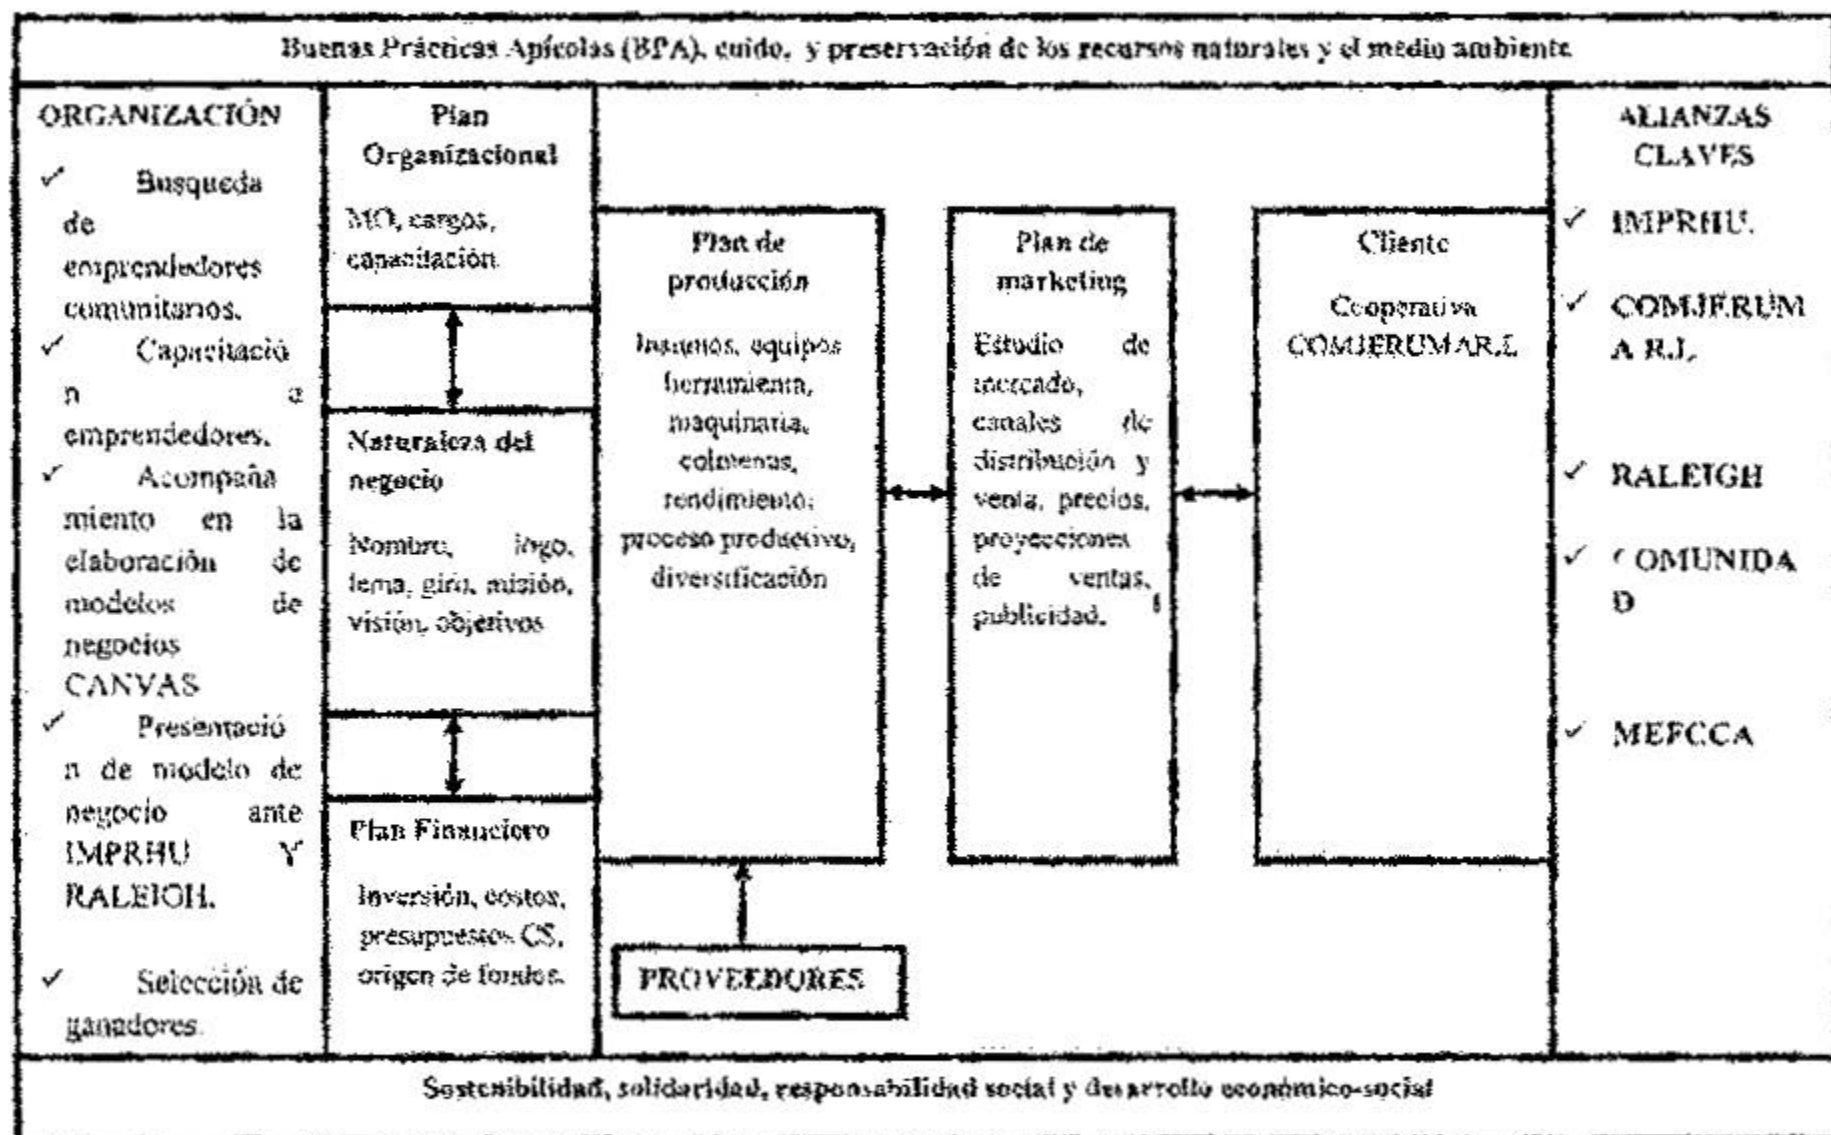 Buenas Prácticas Apícolas (BPA), cuido, y preservación de los recursos naturales y el medio ambiente
ORGANIZACIÓN
✓ Busqueda
de
emprendedores
comunitarios.
✓ Capacitació
n a
emprendedores.
✓ Acompaña
miento en la
elaboración de
modelos de
negocios
CANVAS
✓ Presentació
n de modelo de
negocio ante
IMPRHU Y
RALEIGH.
✓ Selección de
ganadores.
Plan
Organizacional
MO, cargos,
capacitación.
Naturaleza del
negocio
Nombre, logo,
lema, giro, misión,
visión, objetivos
Plan Financiero
Inversión, costos,
presupuestos C$,
origen de fondos.
Plan de
producción
Insumos, equipos
herramienta,
maquinaria,
colmenas,
rendimiento,
proceso productivo,
diversificación
PROVEEDORES
Plan de
marketing
Estudio de
mercado,
canales de
distribución y
venta, precios,
proyecciones
de ventas,
publicidad.
Cliente
Cooperativa
COMJERUMA R.L
ALIANZAS
CLAVES
✓ IMPRHU.
✓ COMJERUM
A R.L.
✓ RALEIGH
✓ COMUNIDA
D
✓ MEFCCA
Sostenibilidad, solidaridad, responsabilidad social y desarrollo económico-social